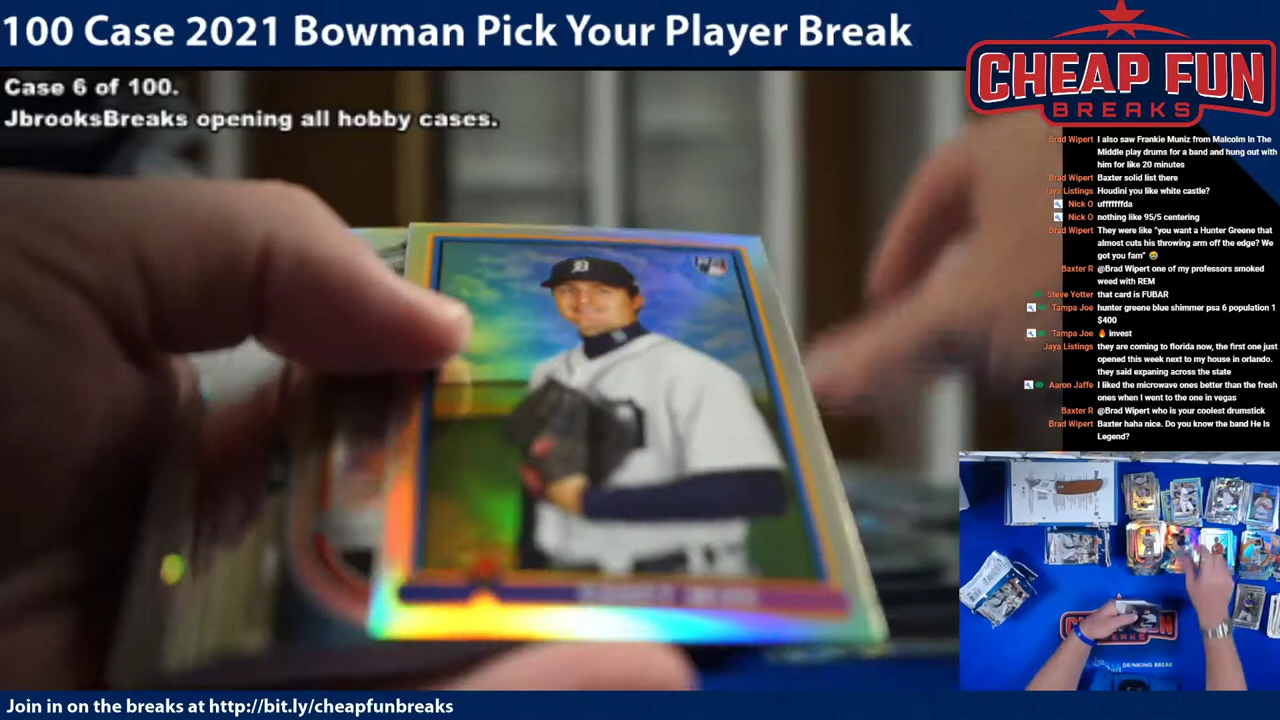 100 Case 2021 Bowman Pick Your Player Break
Case 6 of 100.
JbrooksBreaks opening all hobby cases.
CHEAP FUN
BREAKS
Brad Wipert I also saw Frankie Muniz from Malcolm In The
Middle play drums for a band and hung out with
him for like 20 minutes
Brad Wipert Baxter solid list there
Jaya Listings Houdini you like white castle?
Nick O uffffffda
Nick O nothing like 95/5 centering
Brad Wipert They were like "you want a Hunter Greene that
almost cuts his throwing arm off the edge? We
got you fam" 😂
Baxter R @Brad Wipert one of my professors smoked
weed with REM
Steve Yotter that card is FUBAR
Tampa Joe hunter greene blue shimmer psa 6 population 1
$400
Tampa Joe 🔥 invest
Jaya Listings they are coming to florida now, the first one just
opened this week next to my house in orlando.
they said expaning across the state
Aaron Jaffe I liked the microwave ones better than the fresh
ones when I went to the one in vegas
Baxter R @Brad Wipert who is your coolest drumstick
Brad Wipert Baxter haha nice. Do you know the band He Is
Legend?
D
CHEAP FUN
BREAKS
DRINKING BREAK
Join in on the breaks at http://bit.ly/cheapfunbreaks